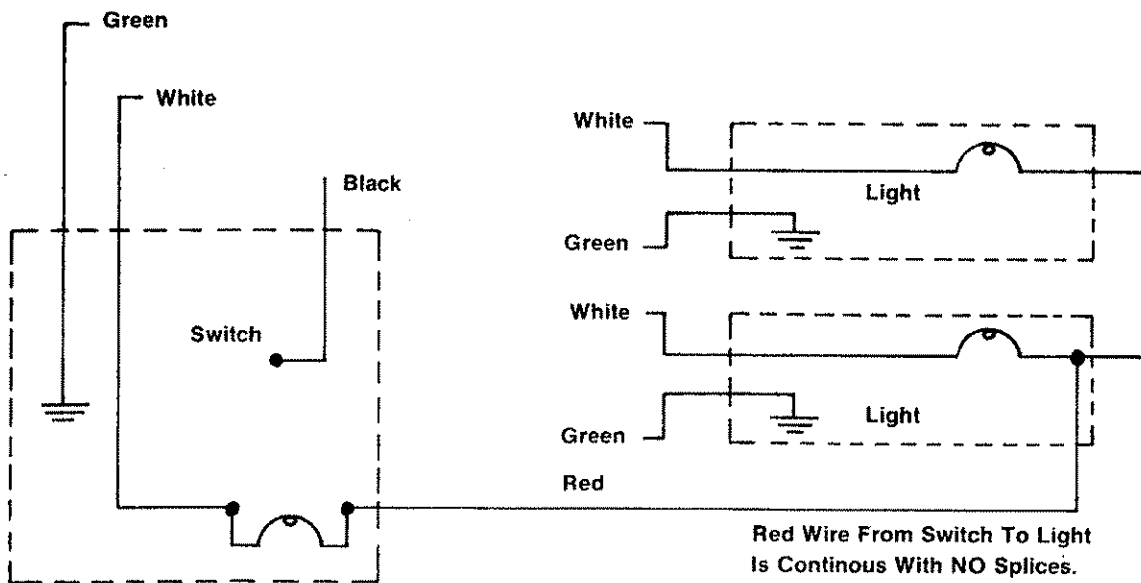 Green
White
Black
Switch
White
Light
Green
White
Light
Green
Red
Red Wire From Switch To Light
Is Continous With NO Splices.